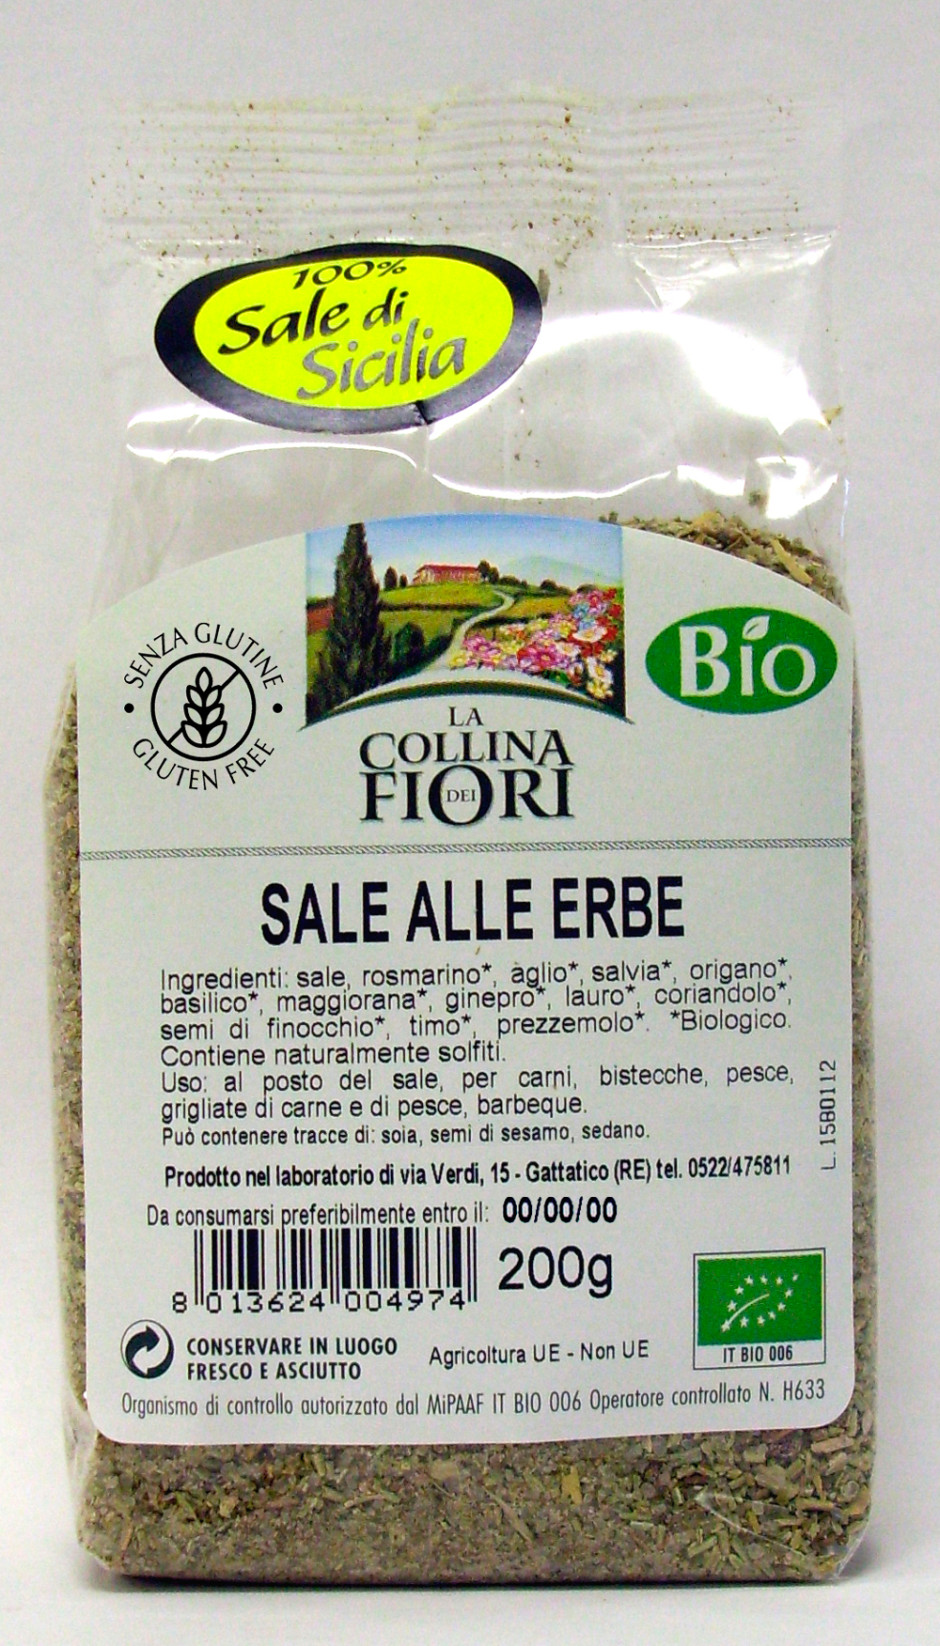 100%
Sale di
Sicilia
SENZA GLUTINE
GLUTEN FREE
Bio
LA
COLLINA
DEI
FIORI
SALE ALLE ERBE
Ingredienti: sale, rosmarino*, aglio*, salvia*, origano*,
basilico*, maggiorana*, ginepro*, lauro*, coriandolo*,
semi di finocchio*, timo*, prezzemolo*. *Biologico.
Contiene naturalmente solfiti.
Uso: al posto del sale, per carni, bistecche, pesce,
grigliate di carne e di pesce, barbeque.
Può contenere tracce di: soia, semi di sesamo, sedano.
L. 1580112
Prodotto nel laboratorio di via Verdi, 15 - Gattatico (RE) tel. 0522/475811
Da consumarsi preferibilmente entro il: 00/00/00
200g
8 013624 004974
CONSERVARE IN LUOGO
FRESCO E ASCIUTTO
Agricoltura UE - Non UE
IT BIO 006
Organismo di controllo autorizzato dal MiPAAF IT BIO 006 Operatore controllato N. H633